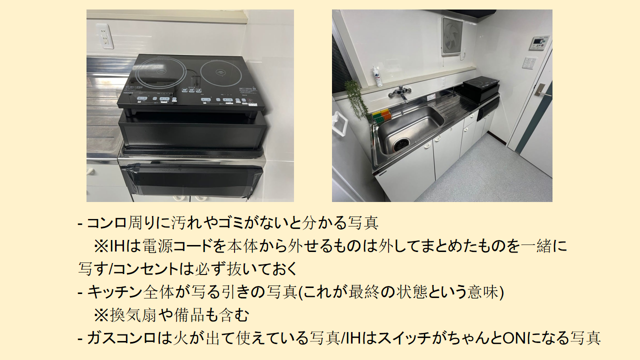 - コンロ周りに汚れやゴミがないと分かる写真
※IHは電源コードを本体から外せるものは外してまとめたものを一緒に
写す/コンセントは必ず抜いておく
- キッチン全体が写る引きの写真(これが最終の状態という意味)
※換気扇や備品も含む
- ガスコンロは火が出て使えている写真/IHはスイッチがちゃんとONになる写真